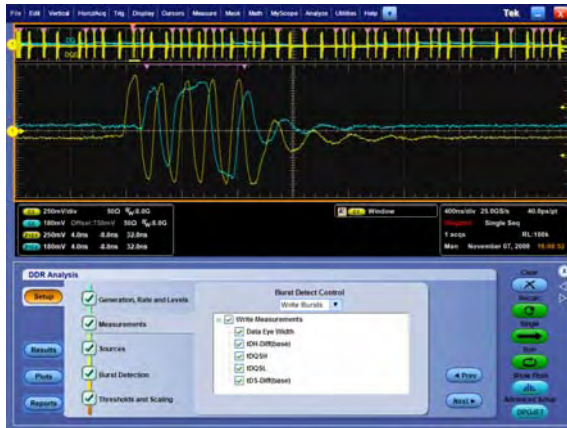 File Edit Vertical Horiz/Acq Trig Display Cursors Measure Mask Math MyScope Analyze Utilities Help
Tek
DQ
DQS
250mV/div 50Ω
180mV Offset:
50Ω
250mV 4.0ns -8.0ns 32.0ns
180mV 4.0ns -8.0ns 32.0ns
Window
400ns/div 25.0GS/s 40.0ps/pt
Single Seq
1 acqs RL:100k
Man November 07, 2008
DDR Analysis
Setup
Results
Plots
Reports
Generation, Rate and Levels
Measurements
Sources
Burst Detection
Thresholds and Scaling
Burst Detect Control
Write Bursts
Write Measurements
Data Eye Width
tDH-Diff(base)
tDQSH
tDQSL
tDS-Diff(base)
Prev
Next
Clear
Recalc
Single
Run
Show Plots
Advanced Setup
DPOJET